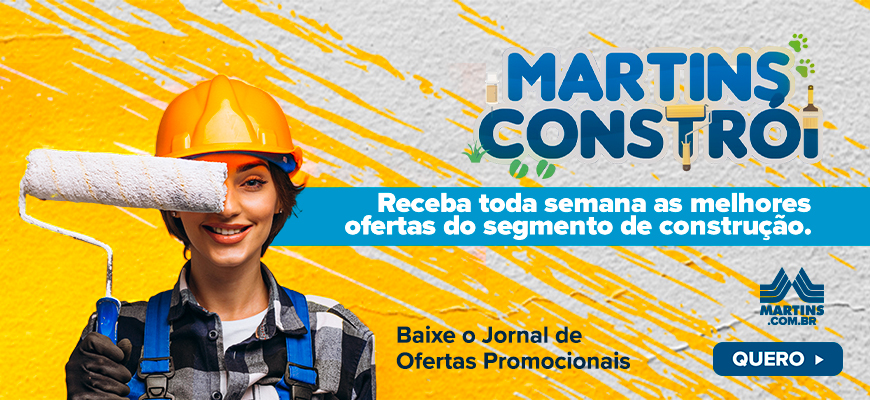 MARTINS
CONSTRÓI
Receba toda semana as melhores
ofertas do segmento de construção.
MARTINS
.COM.BR
Baixe o Jornal de
Ofertas Promocionais
QUERO